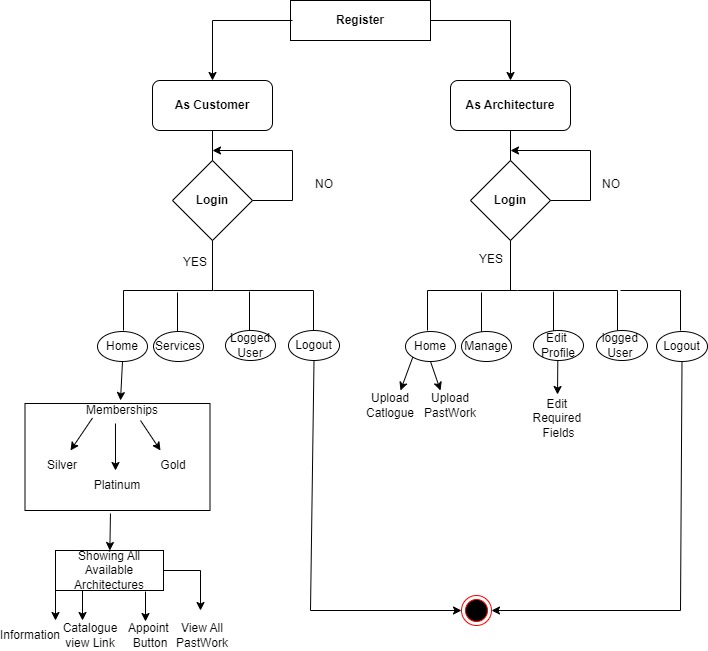 Register
As Customer
As Architecture
Login
NO
Login
NO
YES
YES
Home
Services
Logged
User
Logout
Home
Manage
Edit
Profile
logged
User
Logout
Upload
Catlogue
Upload
PastWork
Edit
Required
Fields
Memberships
Silver
Gold
Platinum
Showing All
Available
Architectures
Information
Catalogue
view Link
Appoint
Button
View All
PastWork